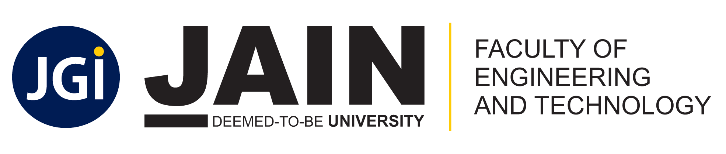 JGi
JAIN
DEEMED-TO-BE UNIVERSITY
FACULTY OF
ENGINEERING
AND TECHNOLOGY